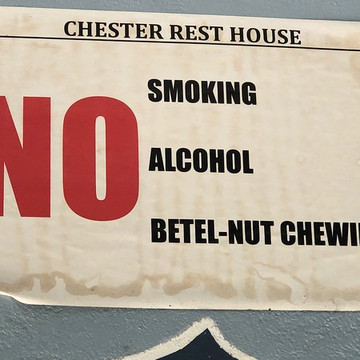 CHESTER REST HOUSE
NO
SMOKING
ALCOHOL
BETEL-NUT CHEWI